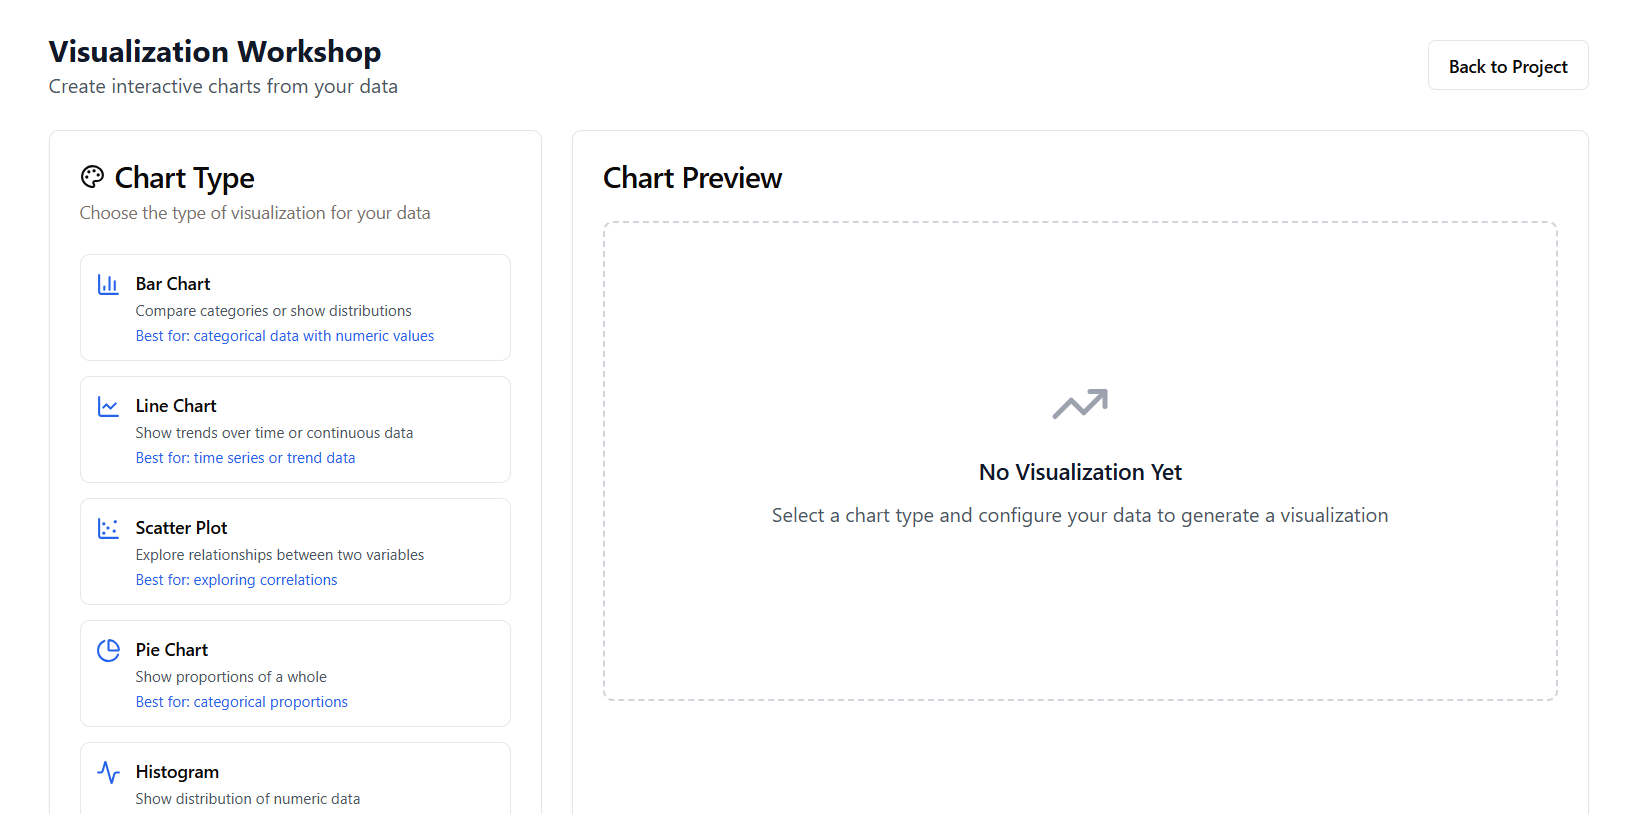 Visualization Workshop
Create interactive charts from your data
Back to Project
Chart Type
Choose the type of visualization for your data
Bar Chart
Compare categories or show distributions
Best for: categorical data with numeric values
Line Chart
Show trends over time or continuous data
Best for: time series or trend data
Scatter Plot
Explore relationships between two variables
Best for: exploring correlations
Pie Chart
Show proportions of a whole
Best for: categorical proportions
Histogram
Show distribution of numeric data
Chart Preview
No Visualization Yet
Select a chart type and configure your data to generate a visualization